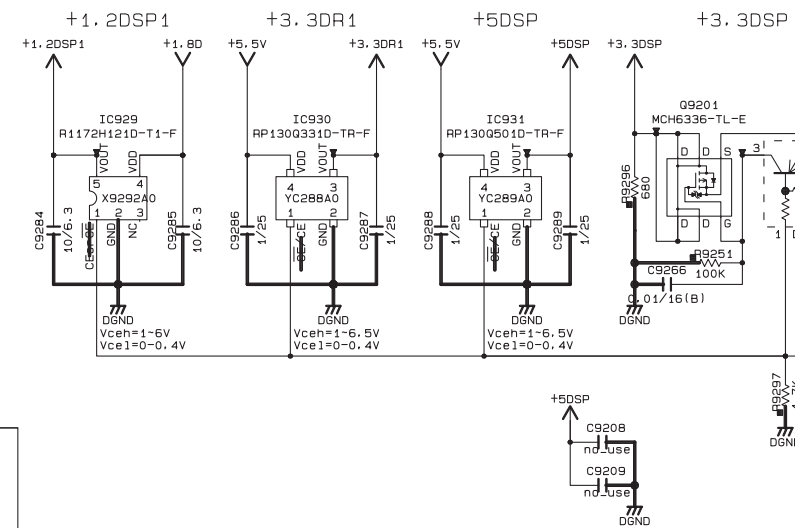 +1.2DSP1
+3.3DR1
+5DSP
+3.3DSP
+1.2DSP1
+1.8D
+5.5V
+3.3DR1
+5.5V
+5DSP
+3.3DSP
IC929
R1172H121D-T1-F
VOUT
VDD
5
4
X9292A0
1
2
3
CEorCE
GND
NC
C9284
10/6.3
C9285
10/6.3
DGND
Vceh=1~6V
Vcel=0~0.4V
IC930
RP130Q331D-TR-F
VDD
VOUT
4
3
YC288A0
1
2
CE/CE
GND
C9286
1/25
C9287
1/25
DGND
Vceh=1~6.5V
Vcel=0~0.4V
IC931
RP130Q501D-TR-F
VDD
VOUT
4
3
YC289A0
1
2
CE/CE
GND
C9288
1/25
C9289
1/25
DGND
Vceh=1~6.5V
Vcel=0~0.4V
Q9201
MCH6336-TL-E
D
D
S
D
D
G
R9296
680
R9251
100K
C9266
0.01/16(B)
DGND
3
1
R9297
DGND
+5DSP
C9208
no_use
C9209
no_use
DGND